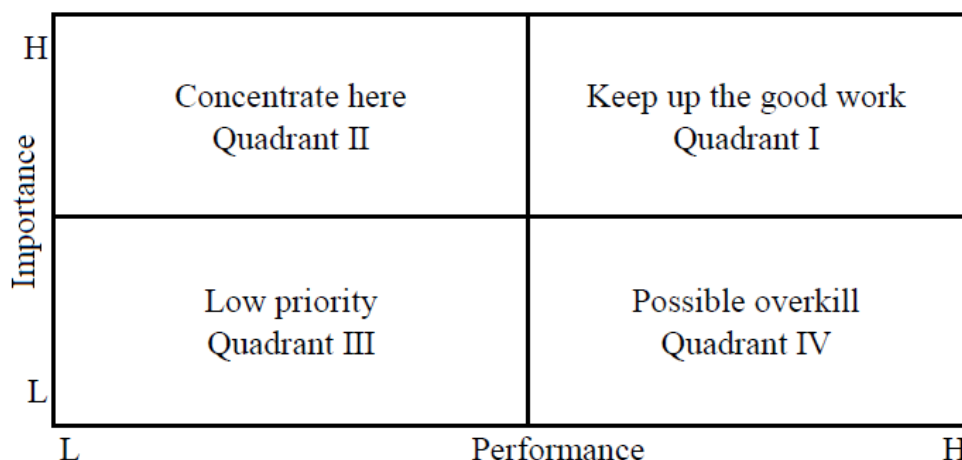 H
Concentrate here
Quadrant II
Keep up the good work
Quadrant I
Importance
Low priority
Quadrant III
Possible overkill
Quadrant IV
L
L
Performance
H